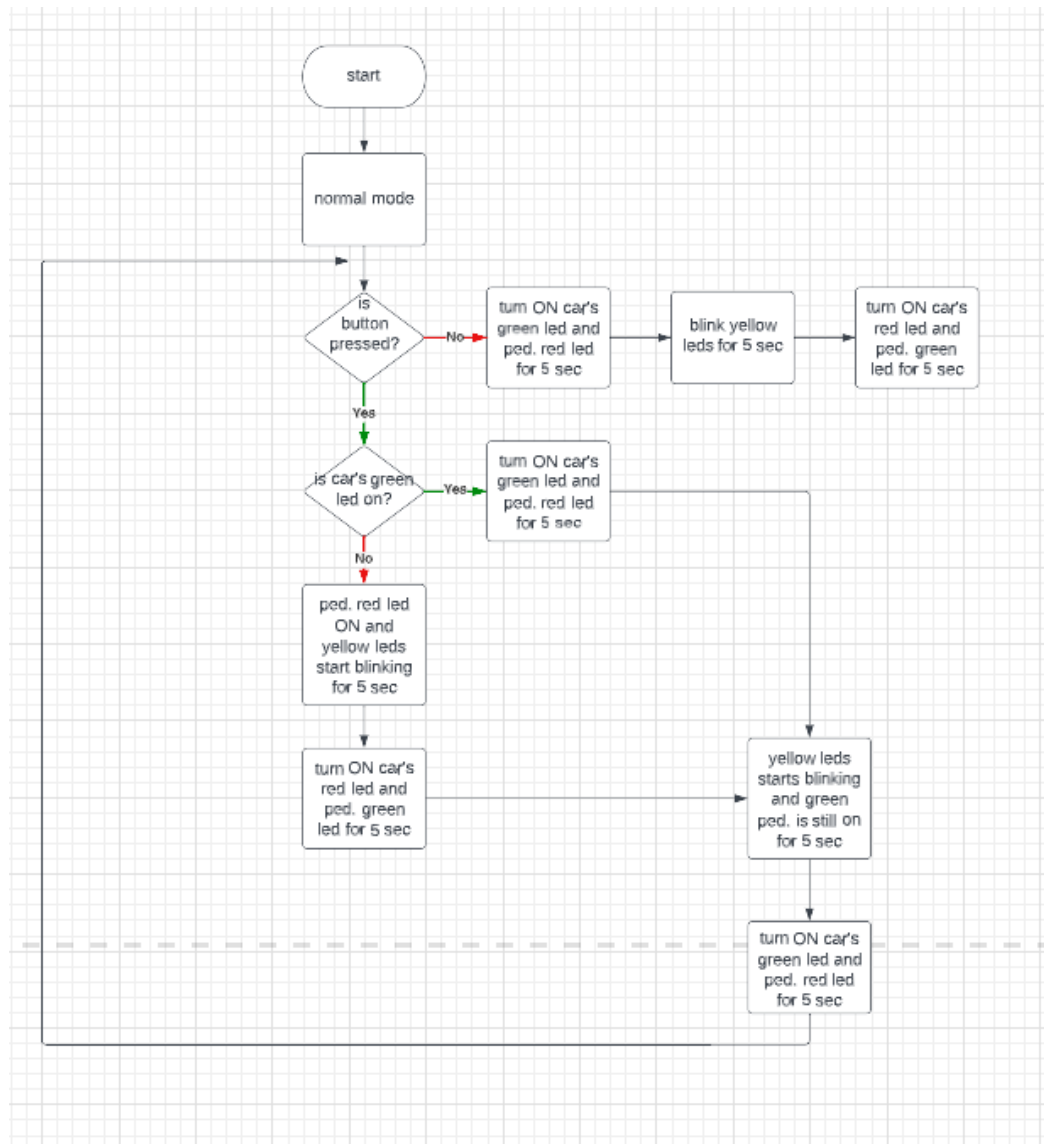 start
normal mode
is
button
pressed?
No
turn ON car's
green led and
ped. red led
for 5 sec
blink yellow
leds for 5 sec
turn ON car's
red led and
ped. green
led for 5 sec
Yes
is car's green
led on?
Yes
turn ON car's
green led and
ped. red led
for 5 sec
No
ped. red led
ON and
yellow leds
start blinking
for 5 sec
turn ON car's
red led and
ped. green
led for 5 sec
yellow leds
starts blinking
and green
ped. is still on
for 5 sec
turn ON car's
green led and
ped. red led
for 5 sec